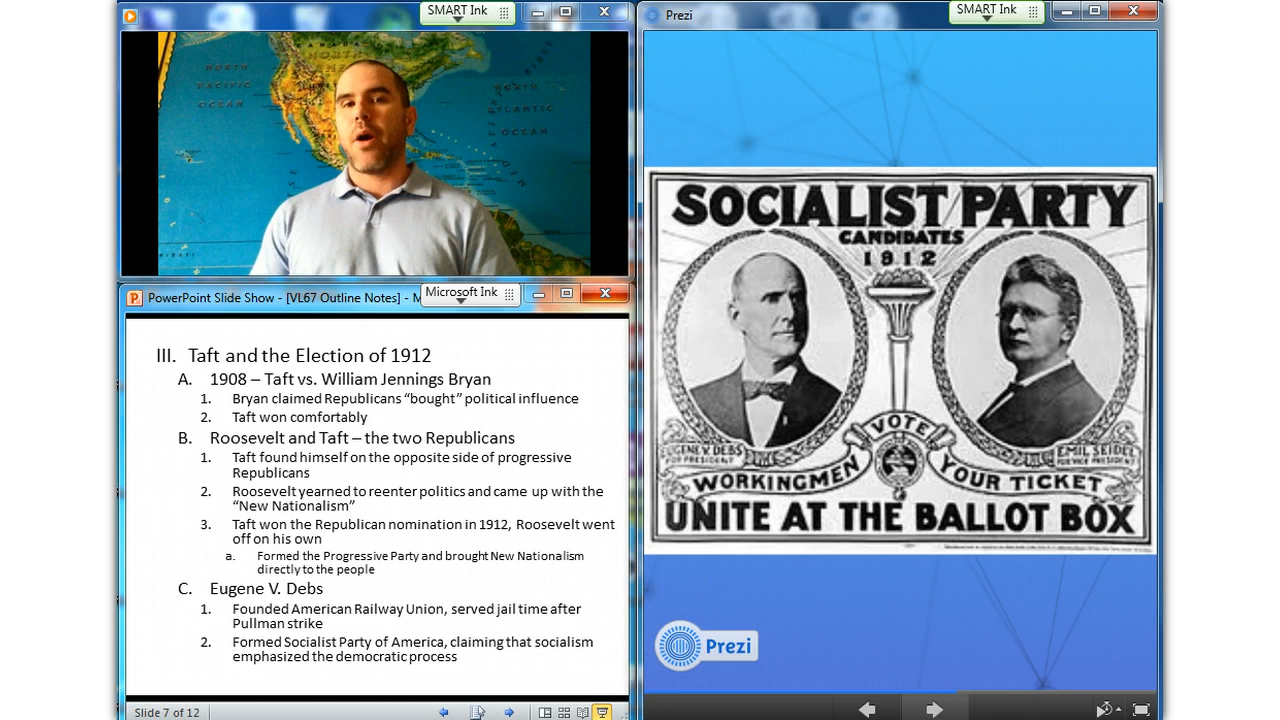 SMART Ink
NORTH
PACIFIC
OCEAN
CANADA
NORTH
NORTH
ATLANTIC
OCEAN
Microsoft Ink
PowerPoint Slide Show - [VL67 Outline Notes] - M
III. Taft and the Election of 1912
A. 1908 – Taft vs. William Jennings Bryan
1. Bryan claimed Republicans “bought” political influence
2. Taft won comfortably
B. Roosevelt and Taft – the two Republicans
1. Taft found himself on the opposite side of progressive
Republicans
2. Roosevelt yearned to reenter politics and came up with the
“New Nationalism”
3. Taft won the Republican nomination in 1912, Roosevelt went
off on his own
a. Formed the Progressive Party and brought New Nationalism
directly to the people
C. Eugene V. Debs
1. Founded American Railway Union, served jail time after
Pullman strike
2. Formed Socialist Party of America, claiming that socialism
emphasized the democratic process
Slide 7 of 12
Prezi
SMART Ink
SOCIALIST PARTY
CANDIDATES
1912
EUGENE V. DEBS
FOR PRESIDENT
EMIL SEIDEL
FOR VICE PRESIDENT
VOTE
WORKINGMEN
YOUR TICKET
UNITE AT THE BALLOT BOX
Prezi